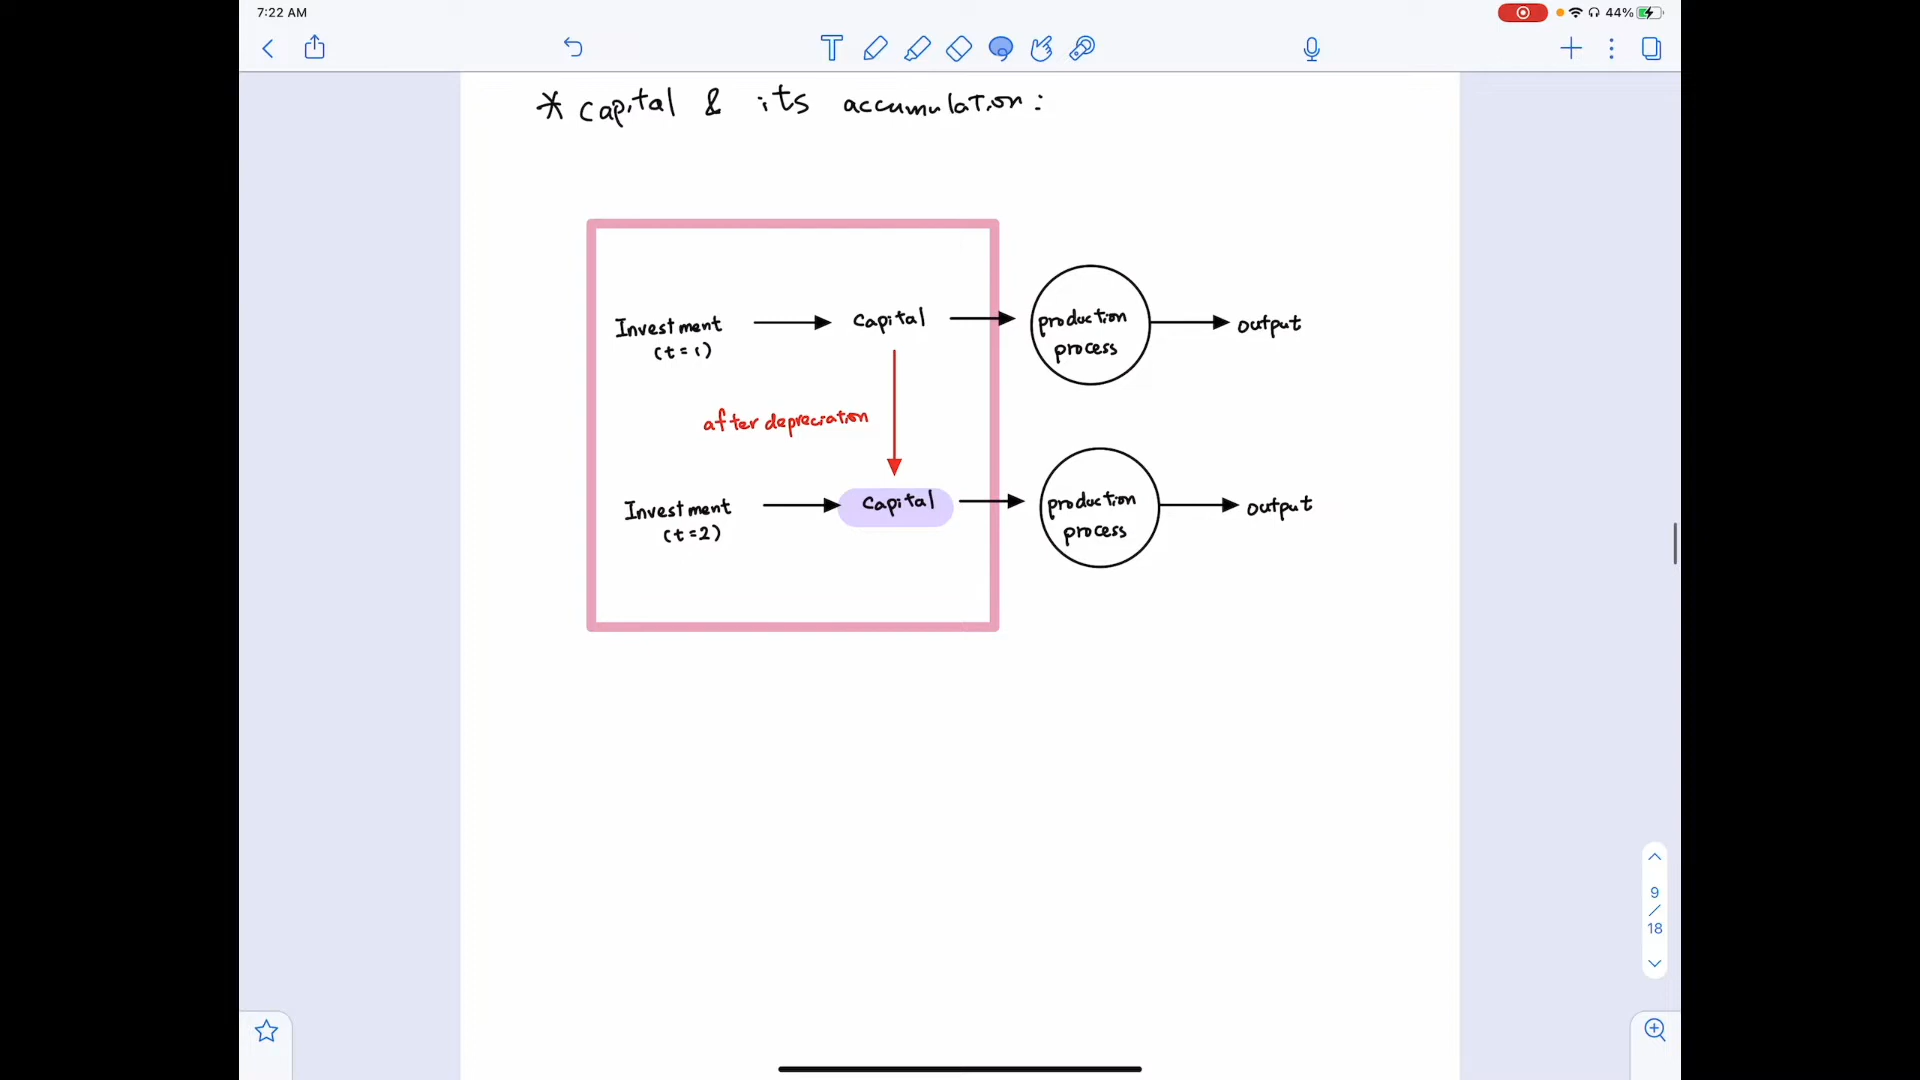 7:22 AM
44%
T
* capital & its accumulation:
Investment
(t=1)
capital
production
process
output
after depreciation
Investment
(t=2)
capital
production
process
output
9
/
18